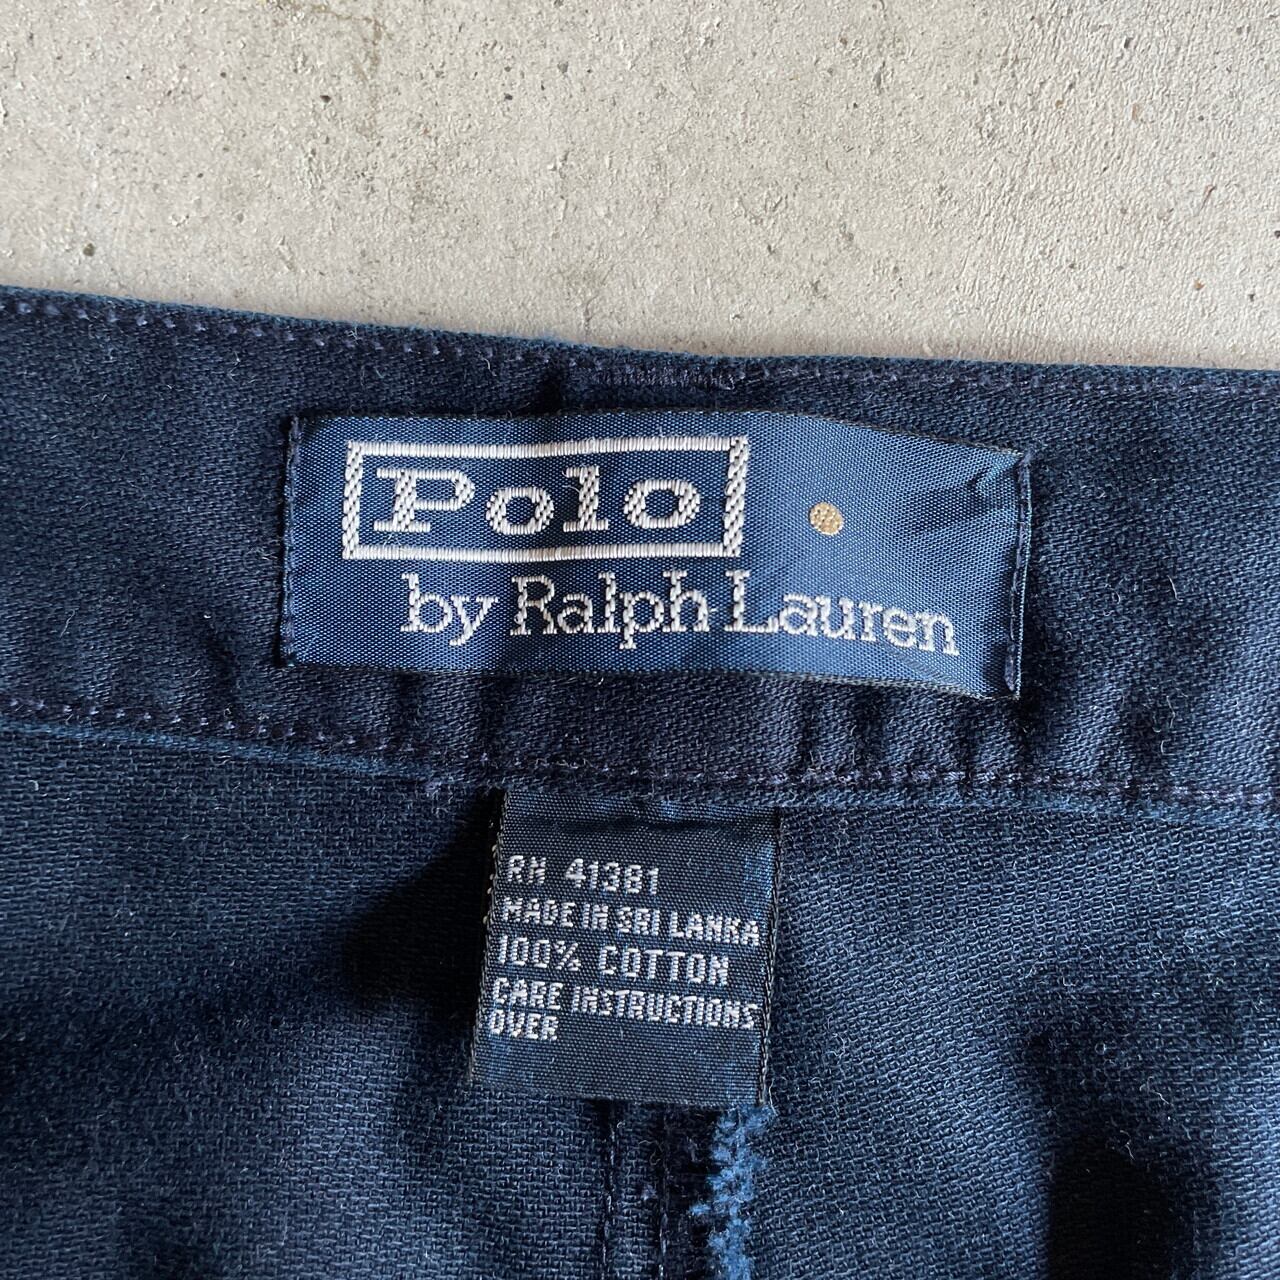 Polo
by Ralph Lauren
RN 41381
MADE IN SRI LANKA
100% COTTON
CARE INSTRUCTIONS
OVER